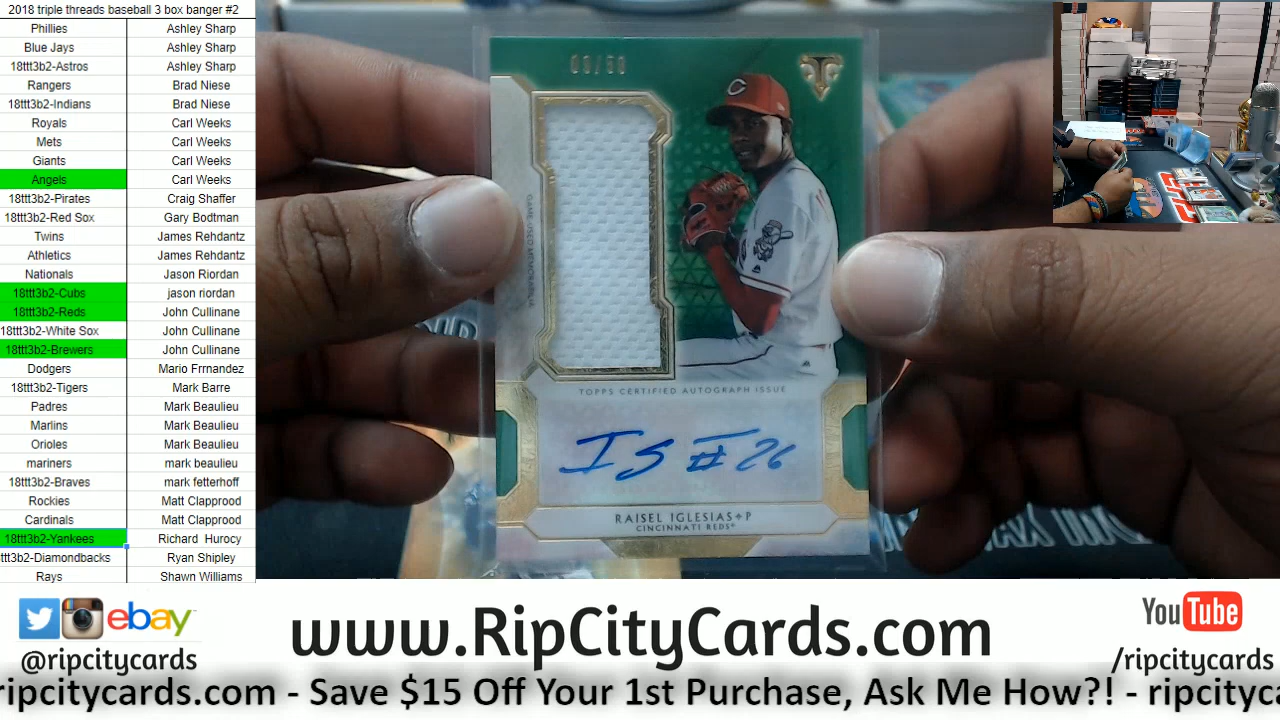 2018 triple threads baseball 3 box banger #2
Phillies Ashley Sharp
Blue Jays Ashley Sharp
18ttt3b2-Astros Ashley Sharp
Rangers Brad Niese
18ttt3b2-Indians Brad Niese
Royals Carl Weeks
Mets Carl Weeks
Giants Carl Weeks
Angels Carl Weeks
18ttt3b2-Pirates Craig Shaffer
18ttt3b2-Red Sox Gary Bodtman
Twins James Rehdantz
Athletics James Rehdantz
Nationals Jason Riordan
18ttt3b2-Cubs jason riordan
18ttt3b2-Reds John Cullinane
18ttt3b2-White Sox John Cullinane
18ttt3b2-Brewers John Cullinane
Dodgers Mario Frrnandez
18ttt3b2-Tigers Mark Barre
Padres Mark Beaulieu
Marlins Mark Beaulieu
Orioles Mark Beaulieu
mariners mark beaulieu
18ttt3b2-Braves mark fetterhoff
Rockies Matt Clapprood
Cardinals Matt Clapprood
18ttt3b2-Yankees Richard Hurocy
ttt3b2-Diamondbacks Ryan Shipley
Rays Shawn Williams
C
GAME-USED MEMORABILIA
TOPPS CERTIFIED AUTOGRAPH ISSUE
IS #26
RAISEL IGLESIAS P
CINCINNATI REDS®
ebay
@ripcitycards
www.RipCityCards.com
YouTube
/ripcitycards
ripcitycards.com - Save $15 Off Your 1st Purchase, Ask Me How?! - ripcityca